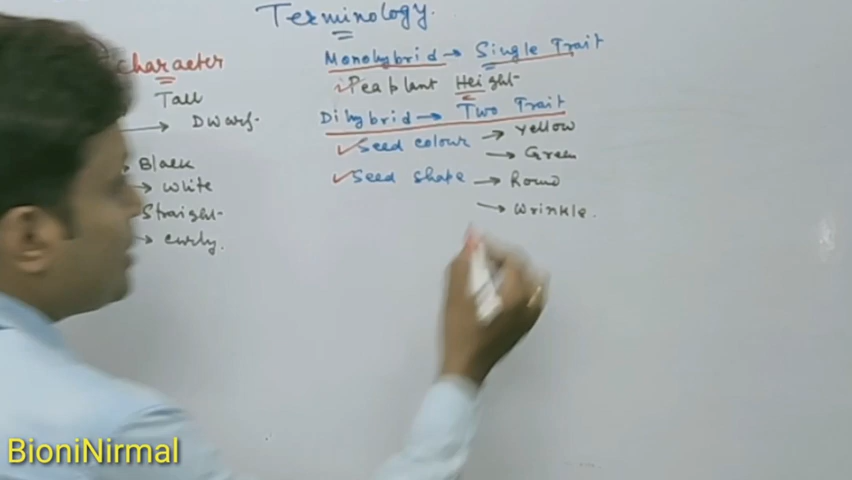 Terminology.
character
Tall
Dwarf
Black
White
Straight
curly.
Monohybrid → Single Trait
Pea plant Height
Dihybrid → Two Trait
Seed colour → Yellow
→ Green
Seed shape → Round
→ Wrinkle.
BioniNirmal